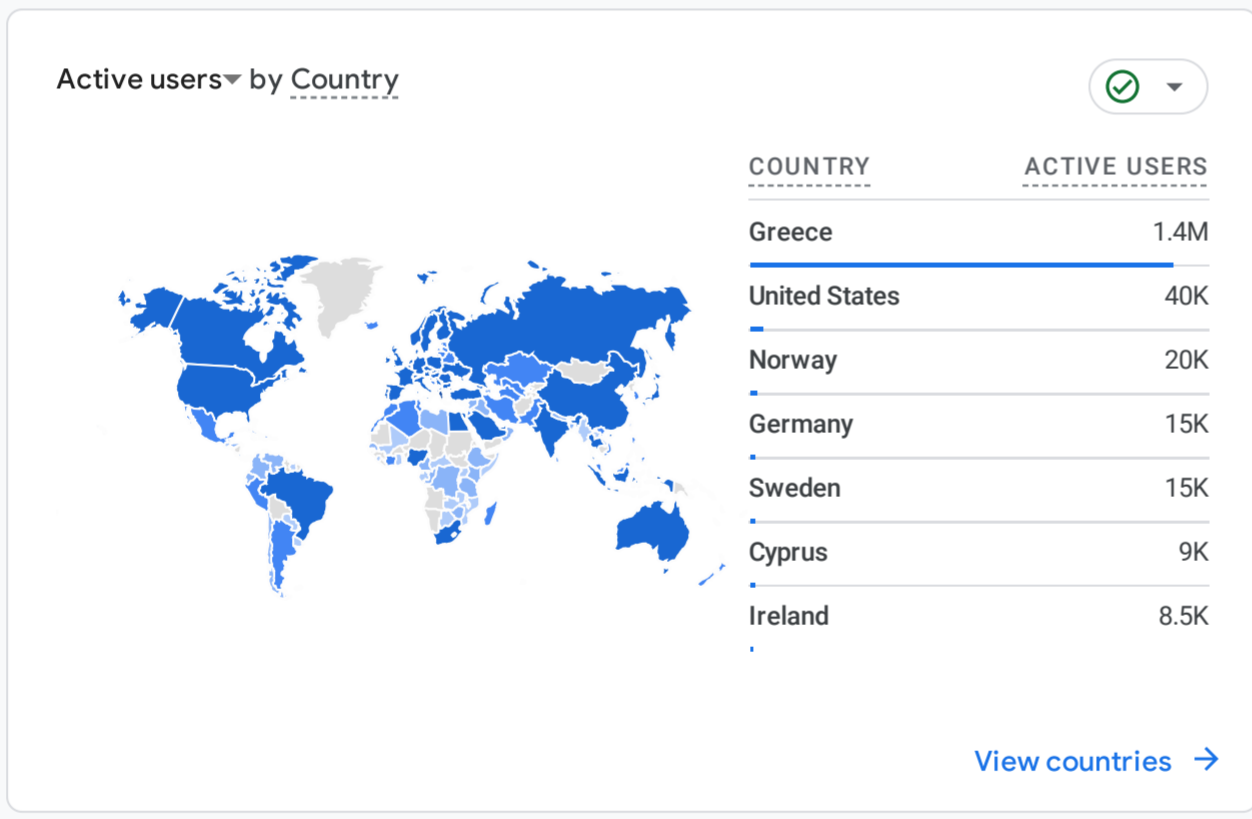 Active users by Country
COUNTRY ACTIVE USERS
Greece 1.4M
United States 40K
Norway 20K
Germany 15K
Sweden 15K
Cyprus 9K
Ireland 8.5K
View countries